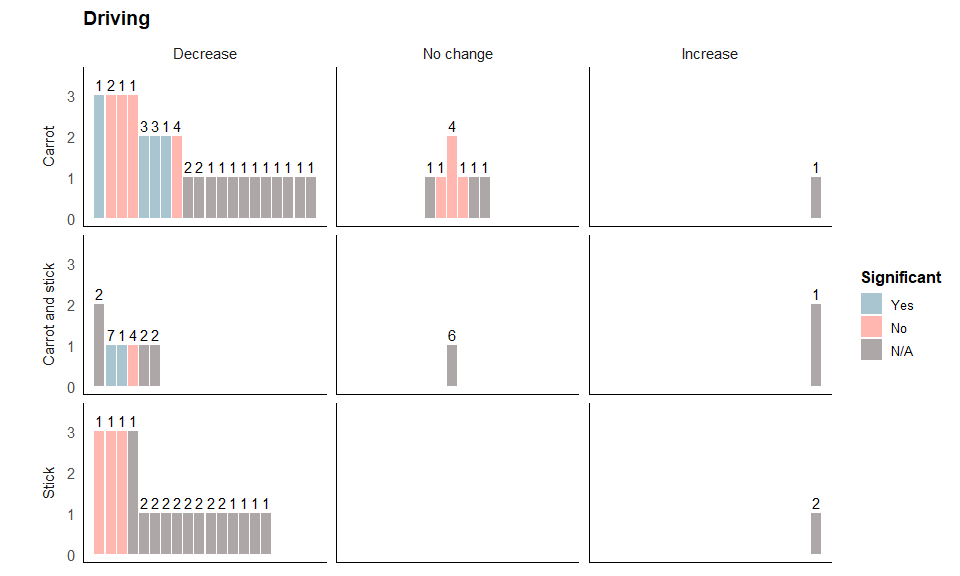 Driving
Decrease
No change
Increase
Carrot
3
2
1
0
1 2 1 1
3 3 1 4
2 2 1 1 1 1 1 1 1 1 1 1
4
1 1 1 1 1
1
Carrot and stick
3
2
1
0
2
7 1 4 2 2
6
1
Stick
3
2
1
0
1 1 1 1
2 2 2 2 2 2 2 2 1 1 1 1
2
Significant
Yes
No
N/A